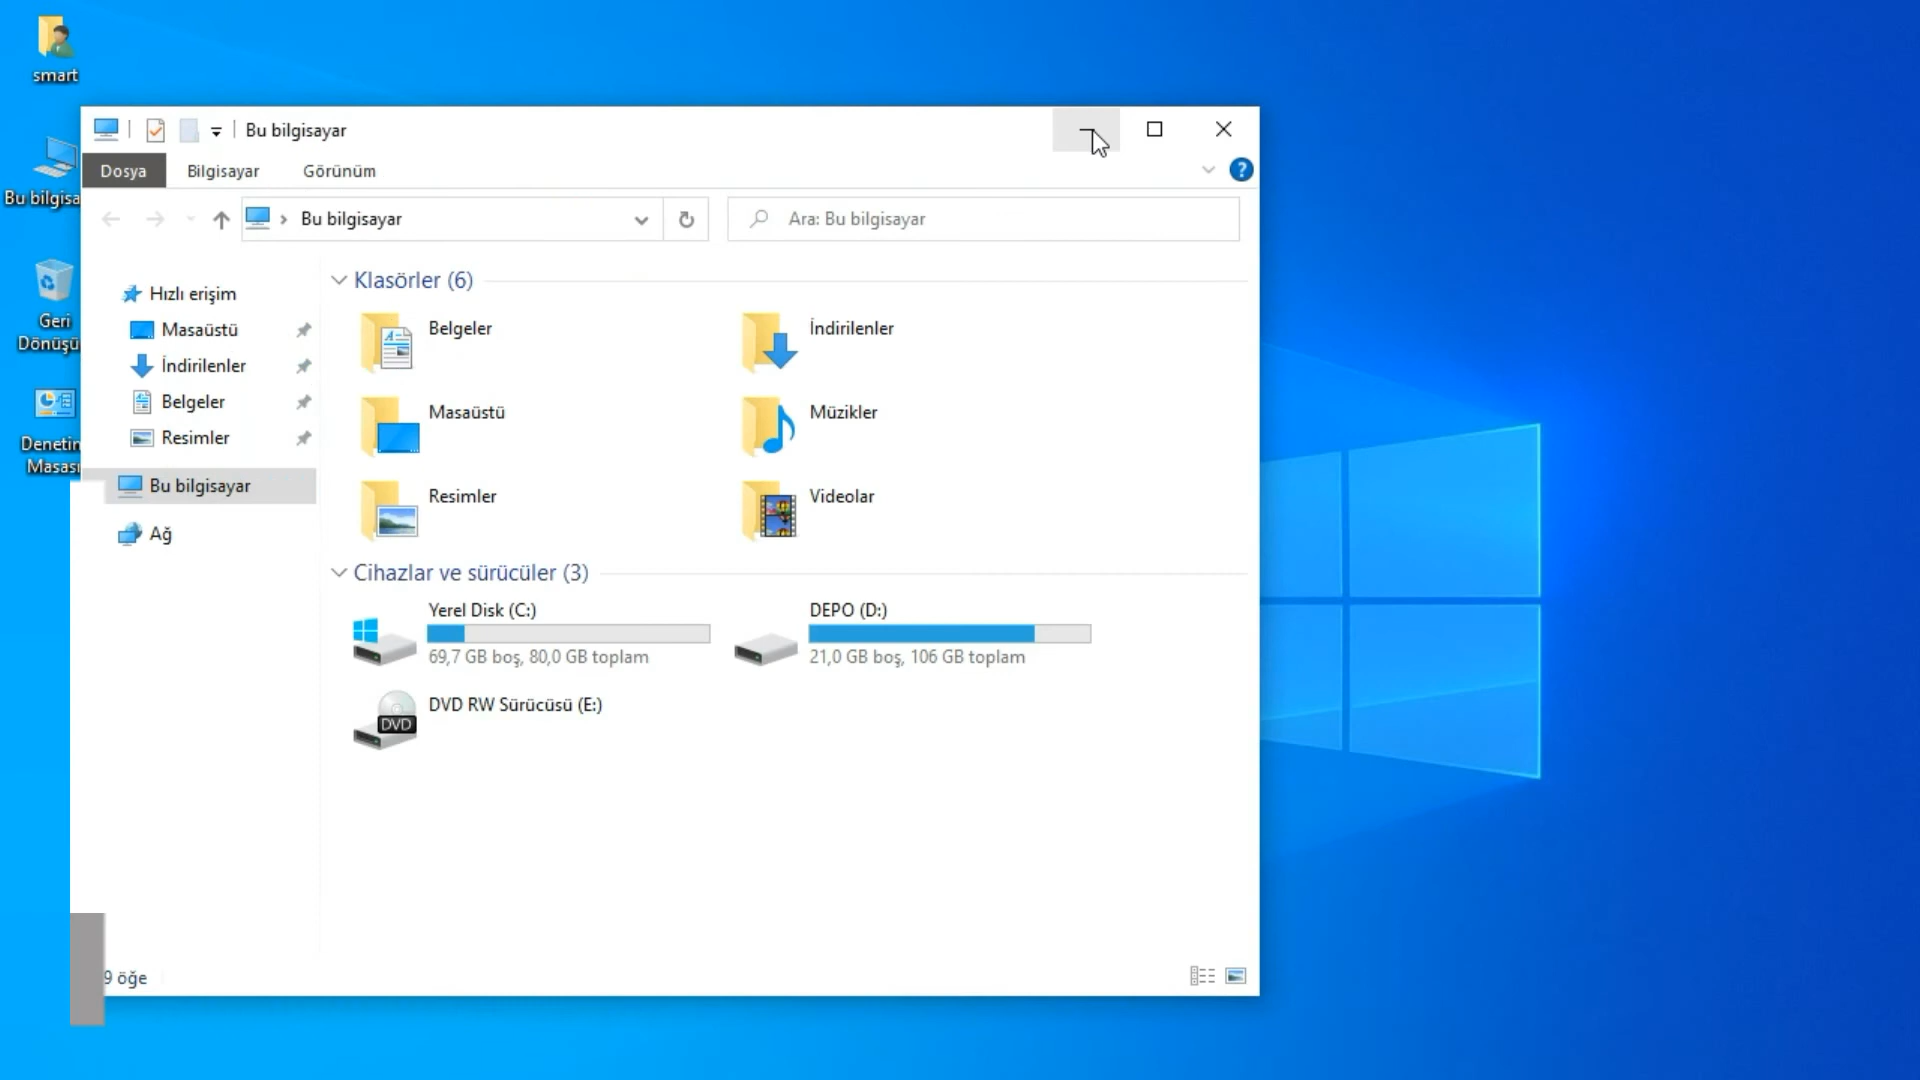 smart
Bu bilgisayar
Dosya
Bilgisayar
Görünüm
?
Bu bilgisa
Bu bilgisayar
Ara: Bu bilgisayar
Geri
Dönüşü
Denetin
Masası
Hızlı erişim
Masaüstü
İndirilenler
Belgeler
Resimler
Bu bilgisayar
Ağ
Klasörler (6)
Belgeler
İndirilenler
Masaüstü
Müzikler
Resimler
Videolar
Cihazlar ve sürücüler (3)
Yerel Disk (C:)
69,7 GB boş, 80,0 GB toplam
DEPO (D:)
21,0 GB boş, 106 GB toplam
DVD
DVD RW Sürücüsü (E:)
9 öğe